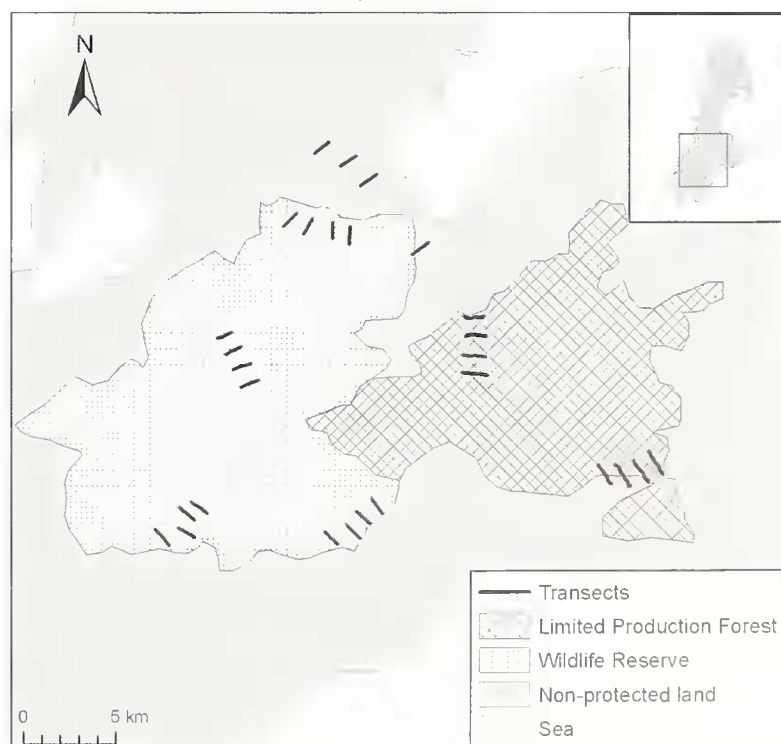 N
Transects
Limited Production Forest
Wildlife Reserve
Non-protected land
Sea
0 5 km